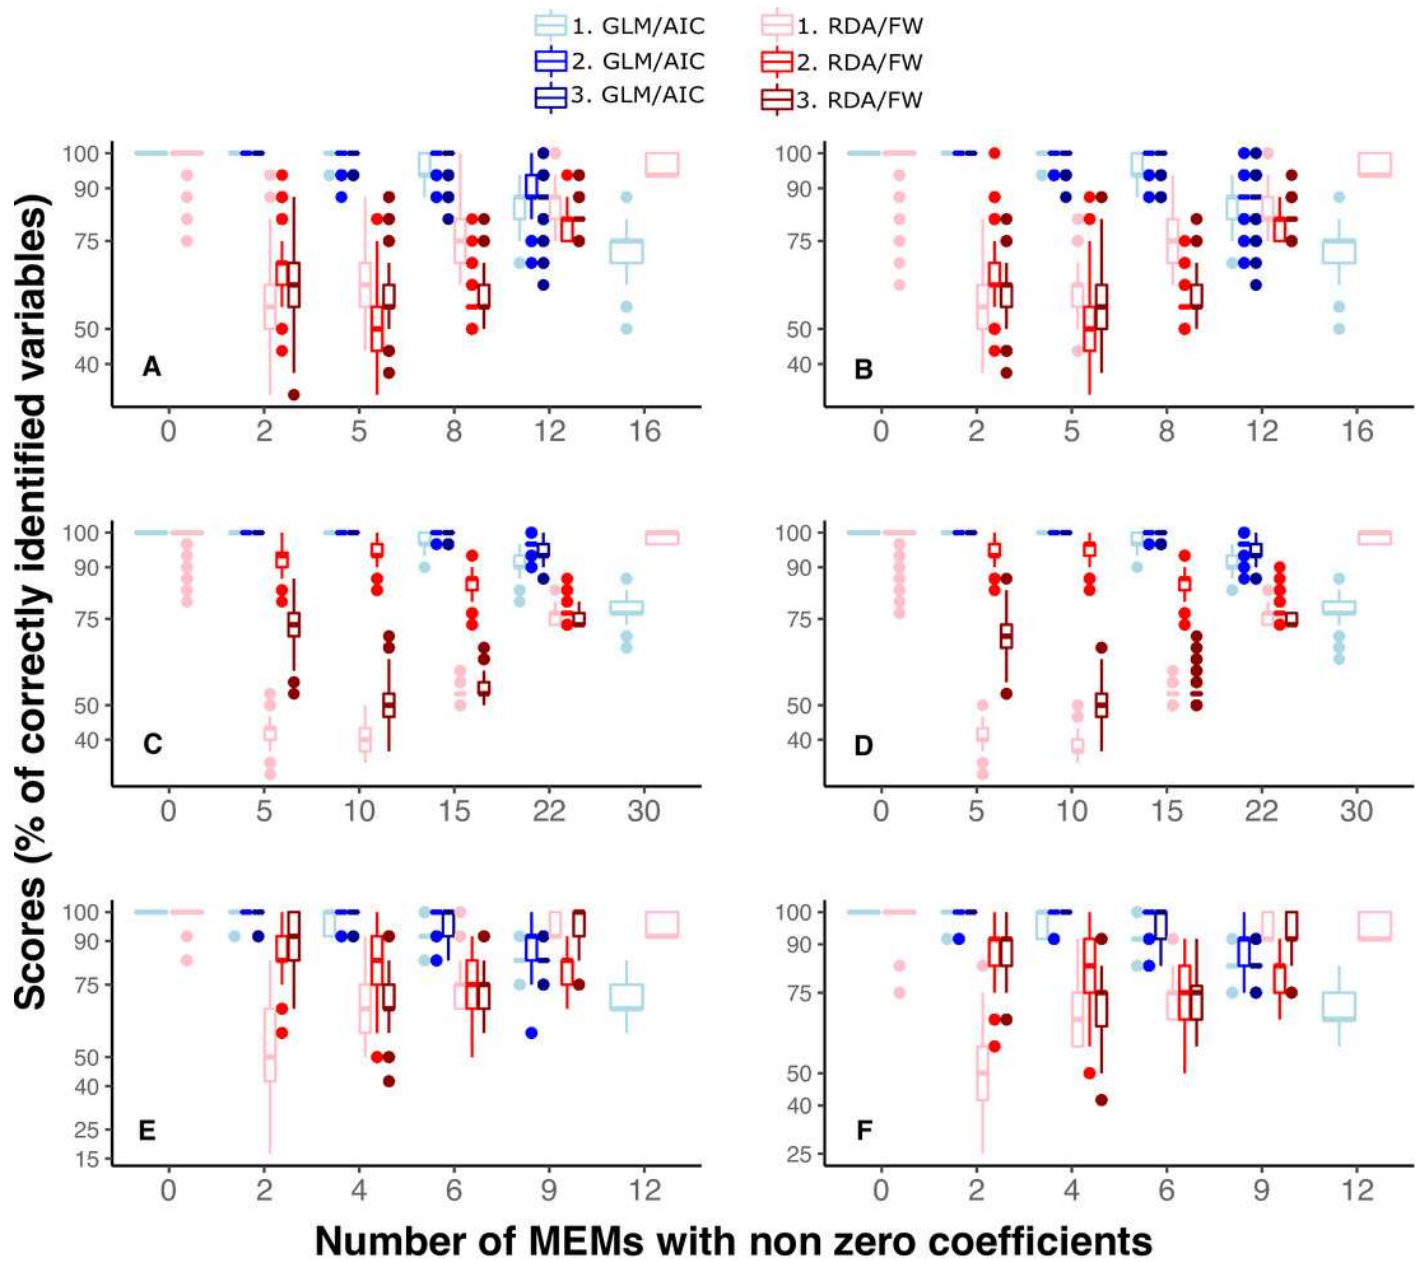 1. GLM/AIC 1. RDA/FW
2. GLM/AIC 2. RDA/FW
3. GLM/AIC 3. RDA/FW
Scores (% of correctly identified variables)
100
90
75
50
40
A
0 2 5 8 12 16
100
90
75
50
40
B
0 2 5 8 12 16
100
90
75
50
40
C
0 5 10 15 22 30
100
90
75
50
40
D
0 5 10 15 22 30
100
90
75
50
40
25
15
E
0 2 4 6 9 12
100
90
75
50
40
25
F
0 2 4 6 9 12
Number of MEMs with non zero coefficients